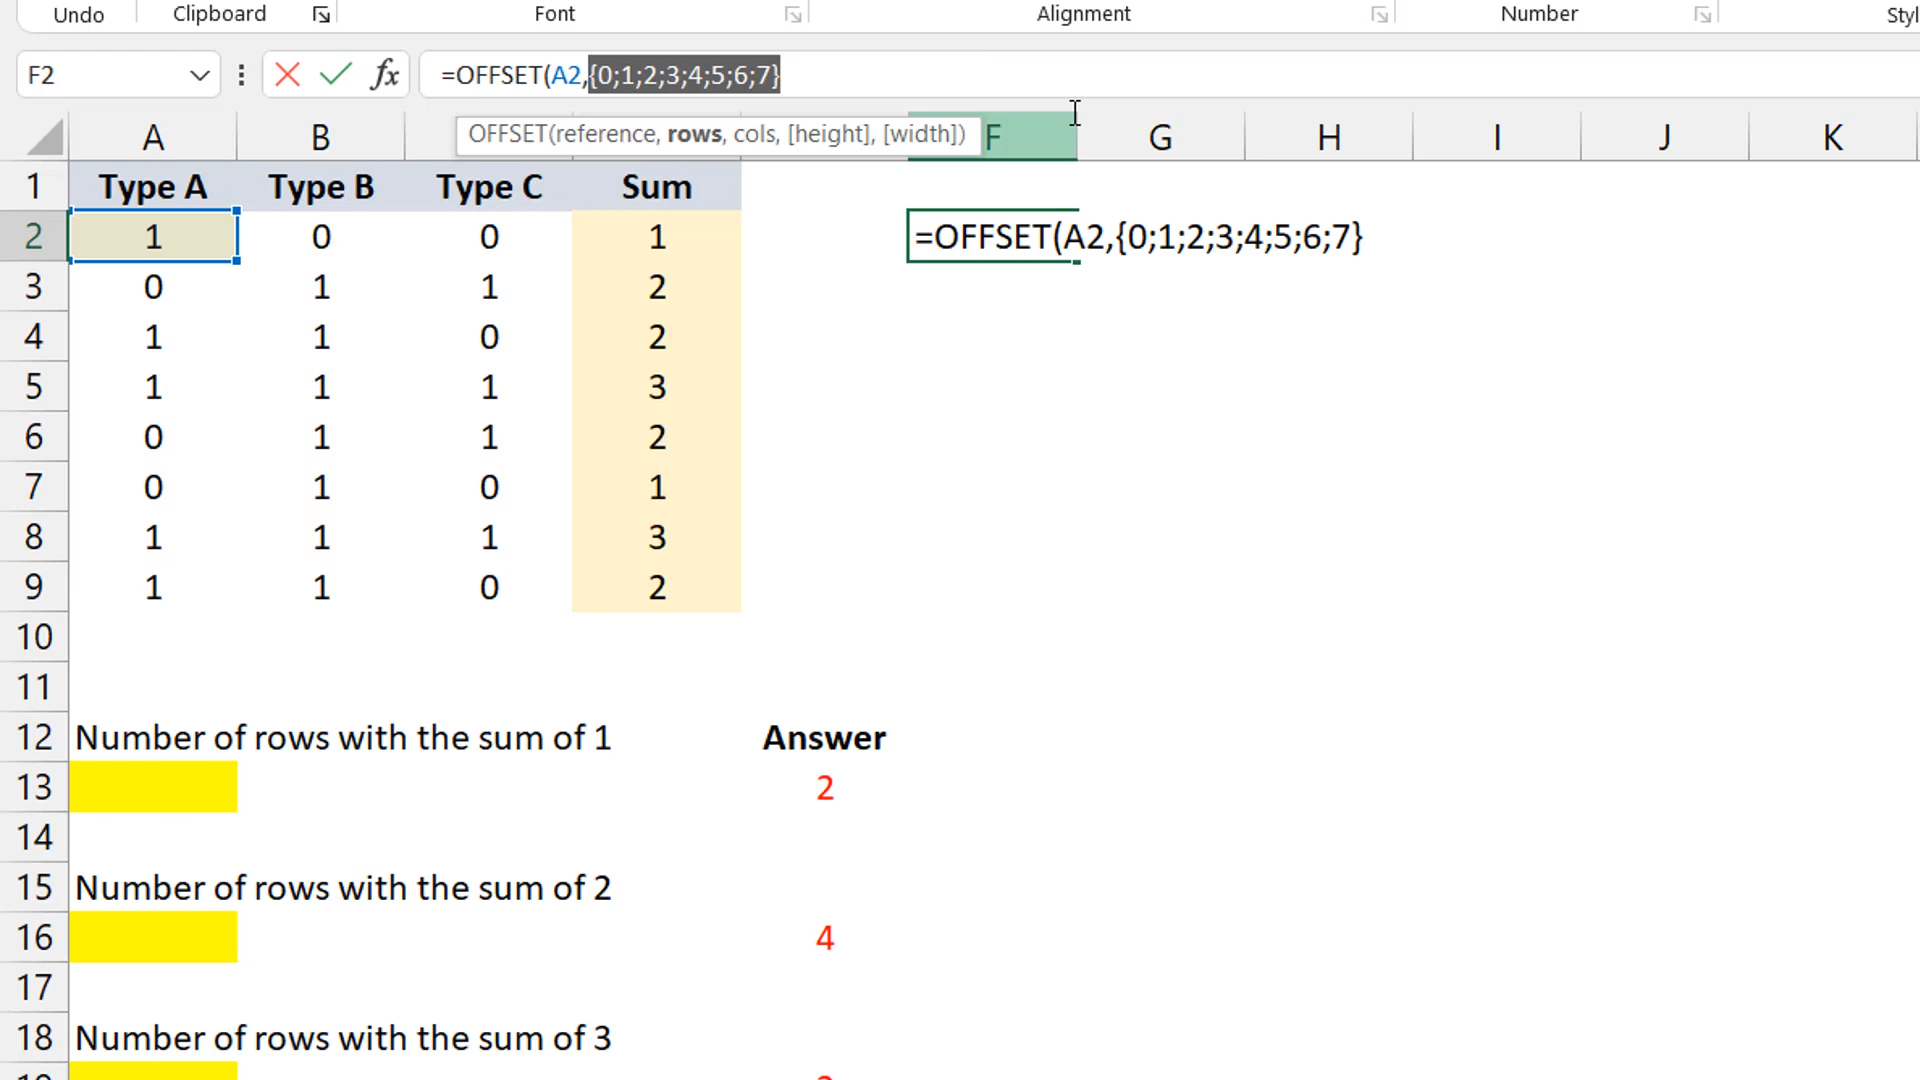 Undo Clipboard Font Alignment Number Styl
F2 fx =OFFSET(A2,{0;1;2;3;4;5;6;7}
OFFSET(reference, rows, cols, [height], [width])
A B F G H I J K
1 Type A Type B Type C Sum
2 1 0 0 1 =OFFSET(A2,{0;1;2;3;4;5;6;7}
3 0 1 1 2
4 1 1 0 2
5 1 1 1 3
6 0 1 1 2
7 0 1 0 1
8 1 1 1 3
9 1 1 0 2
10
11
12 Number of rows with the sum of 1 Answer
13 2
14
15 Number of rows with the sum of 2
16 4
17
18 Number of rows with the sum of 3